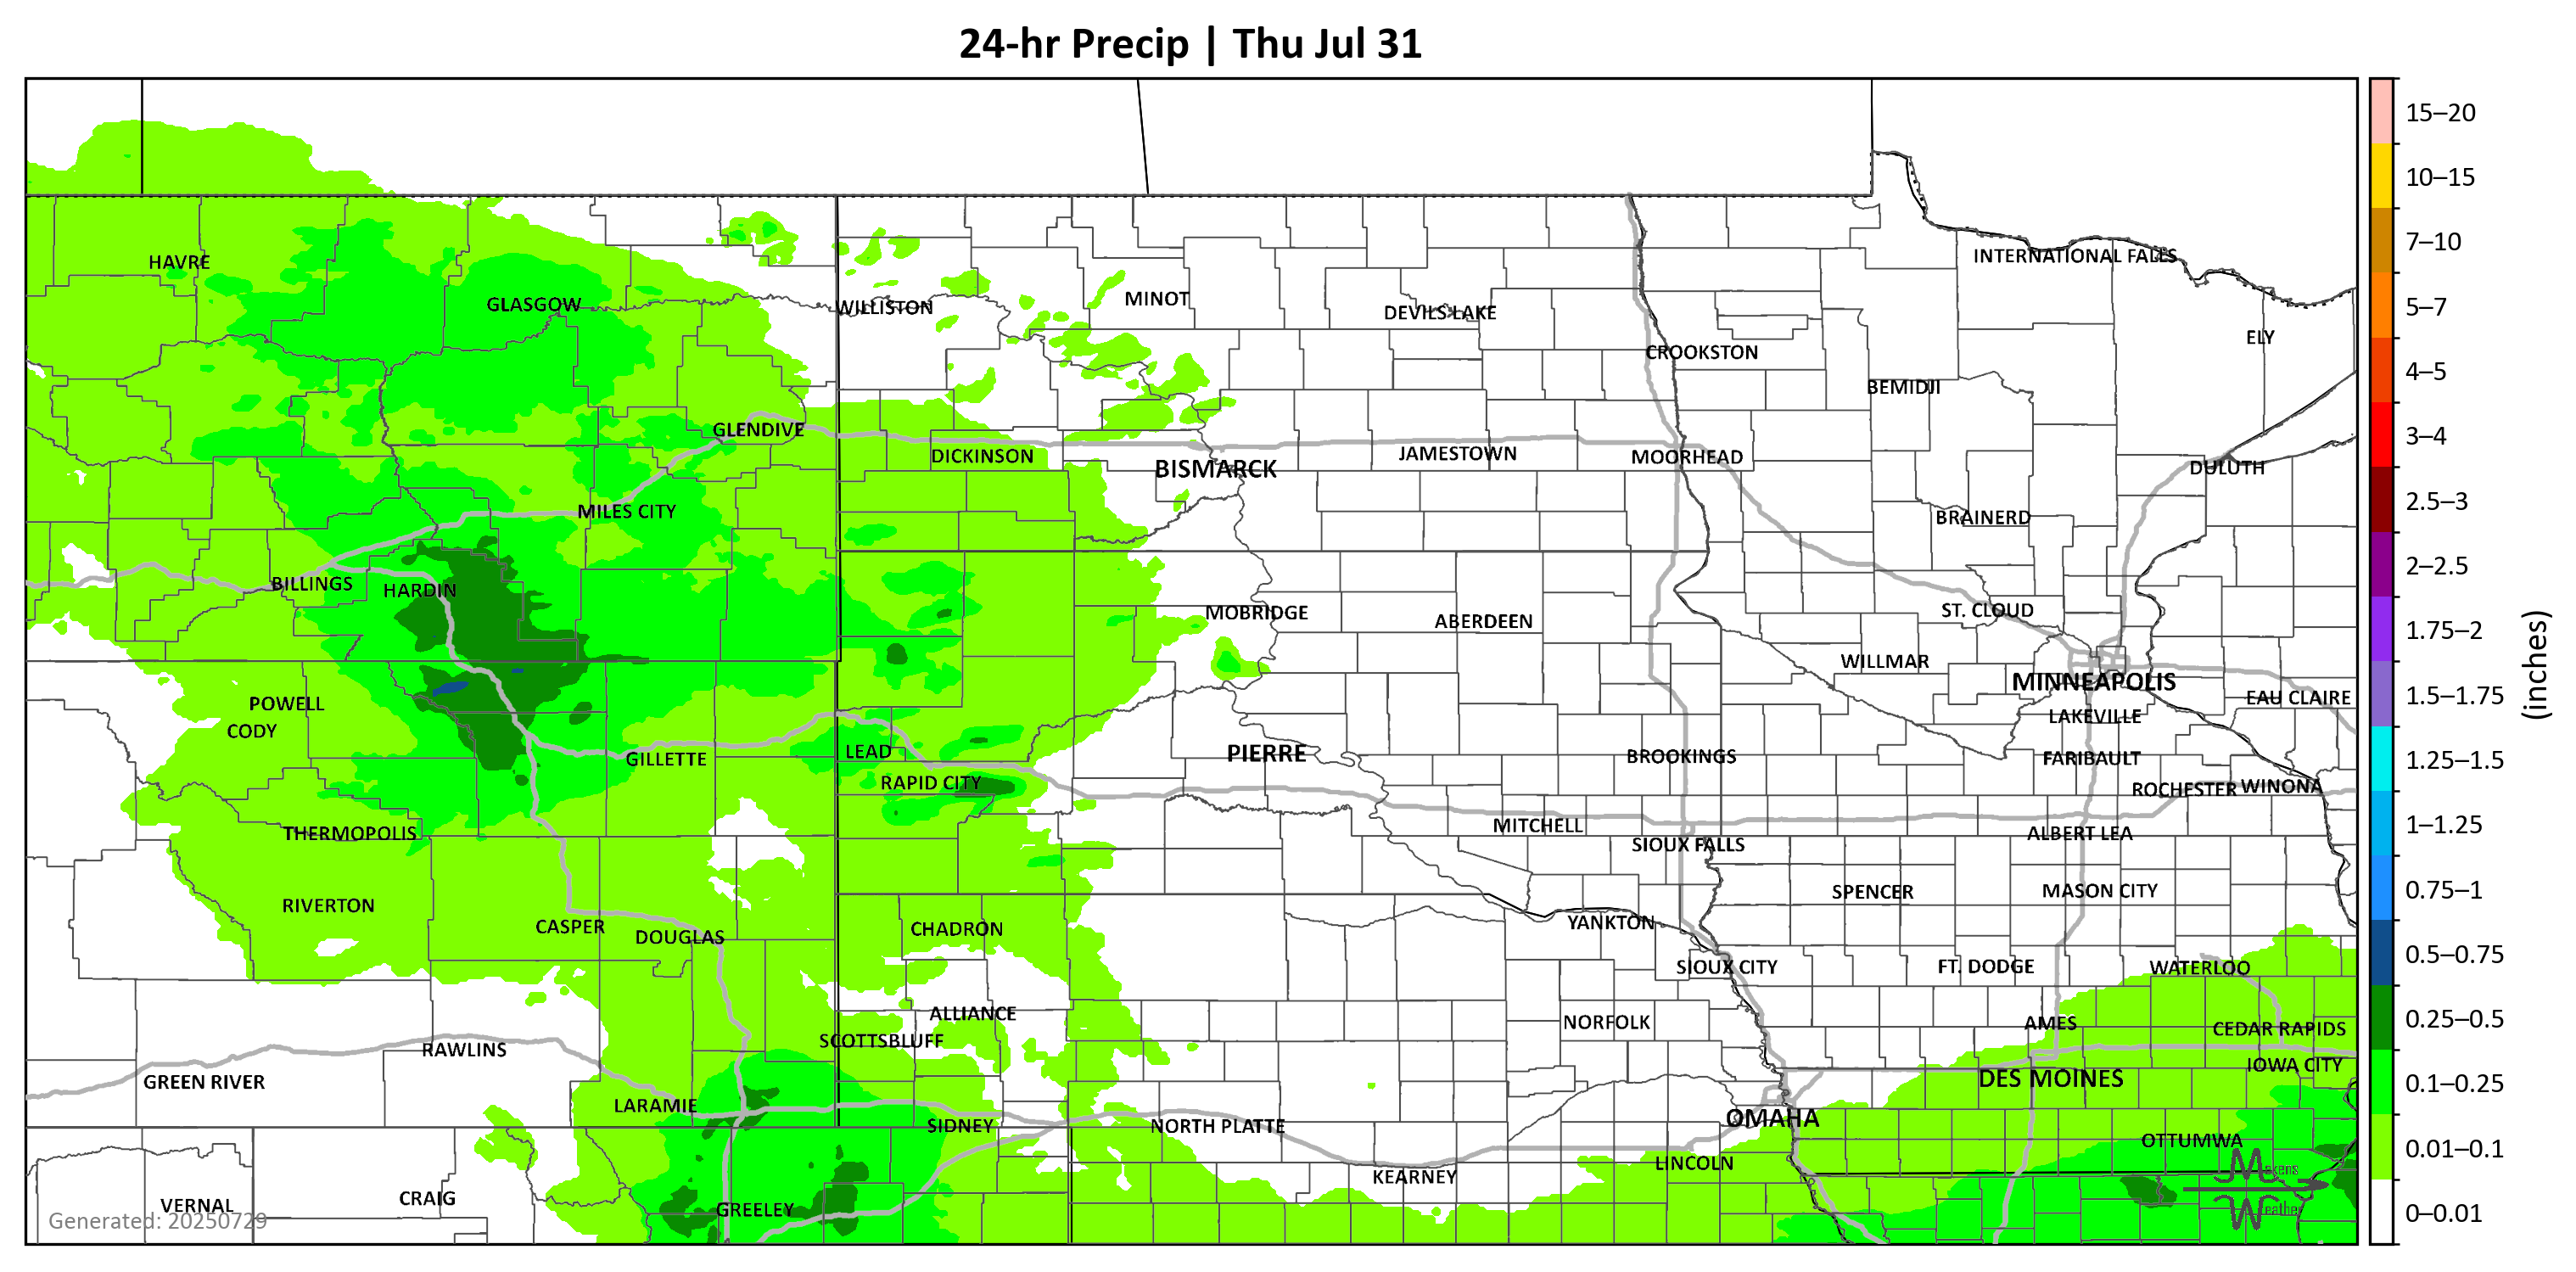 24-hr Precip | Thu Jul 31
15–20
10–15
7–10
5–7
4–5
3–4
2.5–3
2–2.5
1.75–2
1.5–1.75
1.25–1.5
1–1.25
0.75–1
0.5–0.75
0.25–0.5
0.1–0.25
0.01–0.1
0–0.01
(inches)
HAVRE
INTERNATIONAL FALLS
GLASGOW
WILLISTON
MINOT
DEVILS LAKE
ELY
CROOKSTON
BEMIDJI
GLENDIVE
DICKINSON
BISMARCK
JAMESTOWN
MOORHEAD
DULUTH
MILES CITY
BRAINERD
BILLINGS
HARDIN
MOBRIDGE
ABERDEEN
ST. CLOUD
WILLMAR
MINNEAPOLIS
POWELL
EAU CLAIRE
CODY
LAKEVILLE
GILLETTE
LEAD
PIERRE
BROOKINGS
FARIBAULT
RAPID CITY
ROCHESTER
WINONA
THERMOPOLIS
MITCHELL
SIOUX FALLS
ALBERT LEA
SPENCER
MASON CITY
RIVERTON
CASPER
DOUGLAS
CHADRON
YANKTON
SIOUX CITY
FT. DODGE
WATERLOO
ALLIANCE
NORFOLK
AMES
CEDAR RAPIDS
SCOTTSBLUFF
RAWLINS
IOWA CITY
GREEN RIVER
DES MOINES
LARAMIE
SIDNEY
NORTH PLATTE
OMAHA
OTTUMWA
LINCOLN
KEARNEY
VERNAL
CRAIG
GREELEY
Makens
Weather
Generated: 20250729